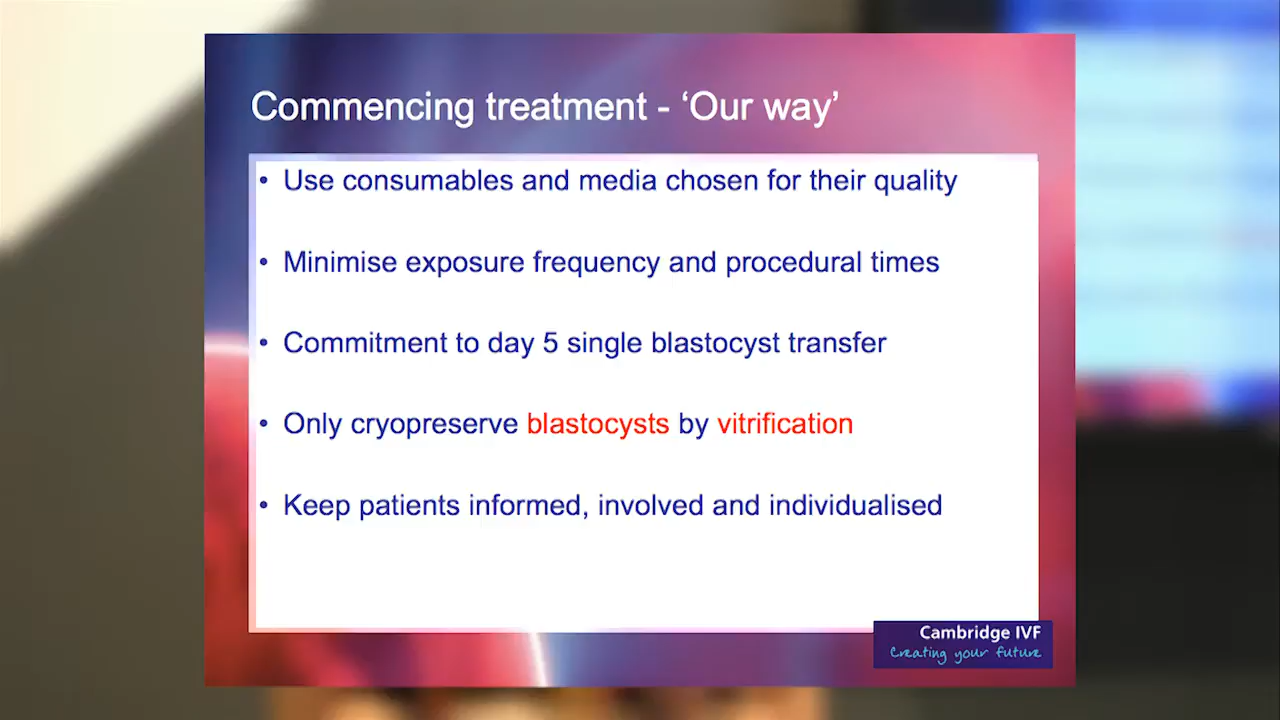 Commencing treatment - ‘Our way’
• Use consumables and media chosen for their quality
• Minimise exposure frequency and procedural times
• Commitment to day 5 single blastocyst transfer
• Only cryopreserve blastocysts by vitrification
• Keep patients informed, involved and individualised
Cambridge IVF
Creating your future